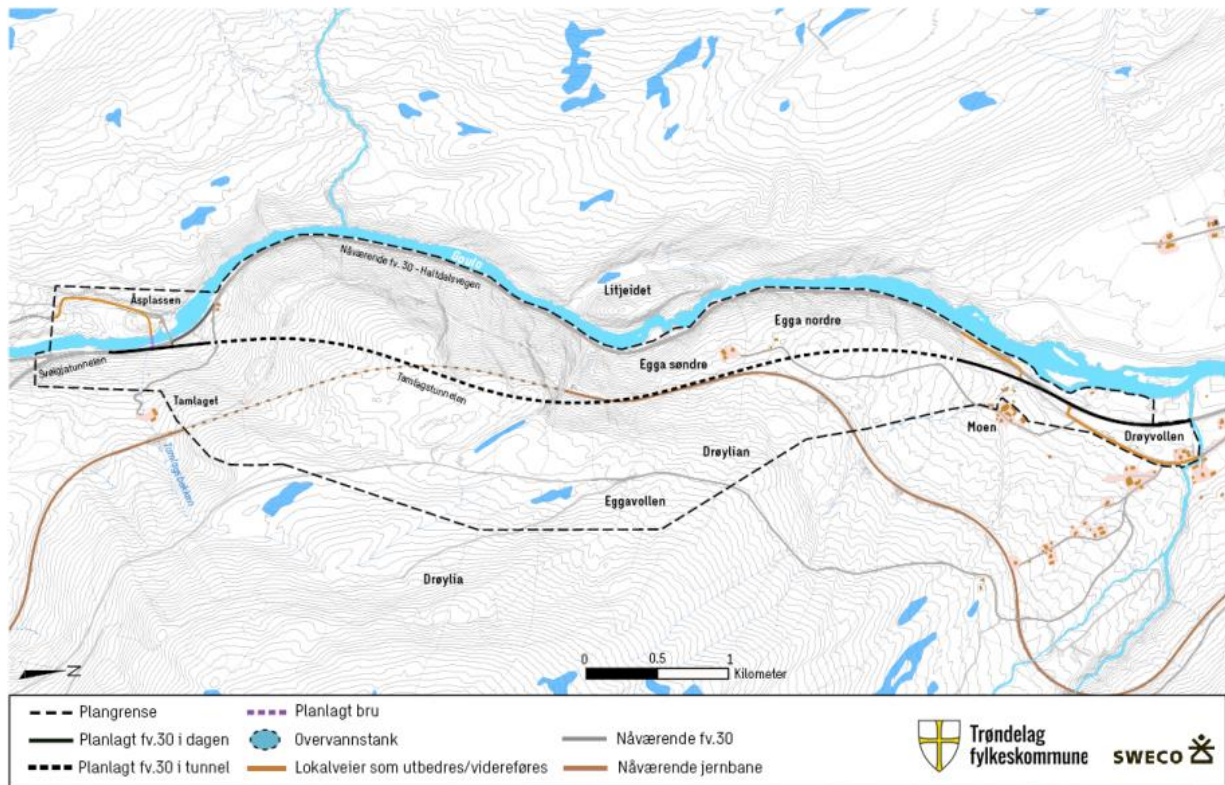 Gaula
Nåværende fv. 30 - Haltdalsvegen
Litjeidet
Åsplassen
Egga nordre
Egga søndre
Svølgjatunnelen
Tamlagstunnelen
Tamlaget
Moen
Drøyvollen
Drøylian
Tamlagsbekken
Eggavollen
Drøylia
N
0 0.5 1
Kilometer
Plangrense
Planlagt bru
Planlagt fv.30 i dagen
Overvannstank
Nåværende fv.30
Planlagt fv.30 i tunnel
Lokalveier som utbedres/videreføres
Nåværende jernbane
Trøndelag
fylkeskommune
SWECO